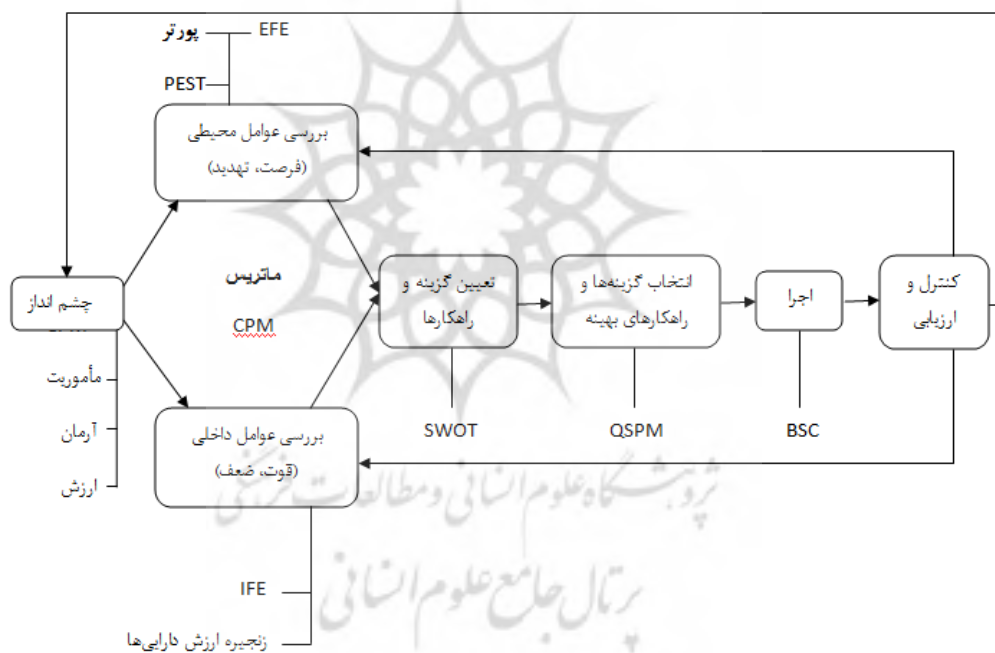 پورتر
EFE
PEST
بررسی عوامل محیطی
(فرصت، تهدید)
چشم انداز
مأموریت
آرمان
ارزش
ماتریس
CPM
بررسی عوامل داخلی
(قوت، ضعف)
IFE
زنجیره ارزش دارایی‌ها
تعیین گزینه و
راهکارها
SWOT
انتخاب گزینه‌ها و
راهکارهای بهینه
QSPM
اجرا
BSC
کنترل و
ارزیابی
پژوهشگاه علوم انسانی و مطالعات فرهنگی
پرتال جامع علوم انسانی